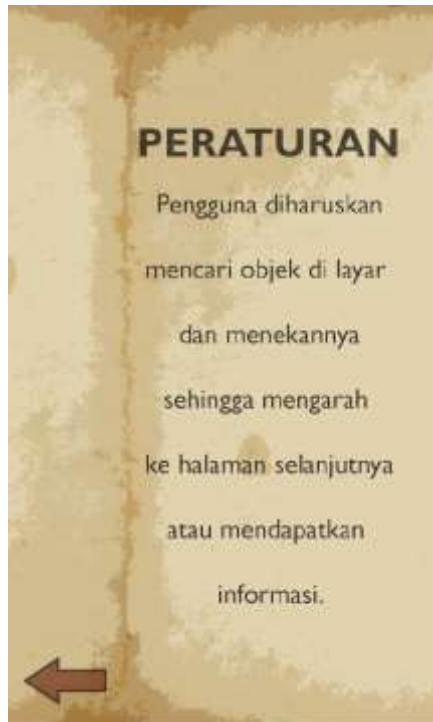 PERATURAN
Pengguna diharuskan
mencari objek di layar
dan menekannya
sehingga mengarah
ke halaman selanjutnya
atau mendapatkan
informasi.